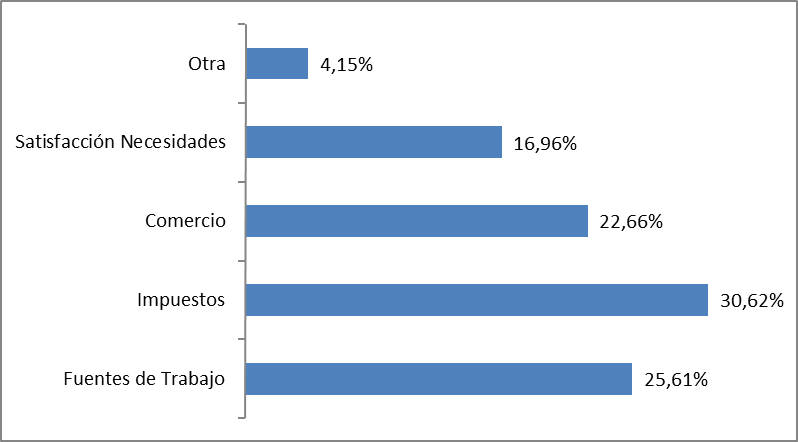 Otra 4,15%
Satisfacción Necesidades 16,96%
Comercio 22,66%
Impuestos 30,62%
Fuentes de Trabajo 25,61%